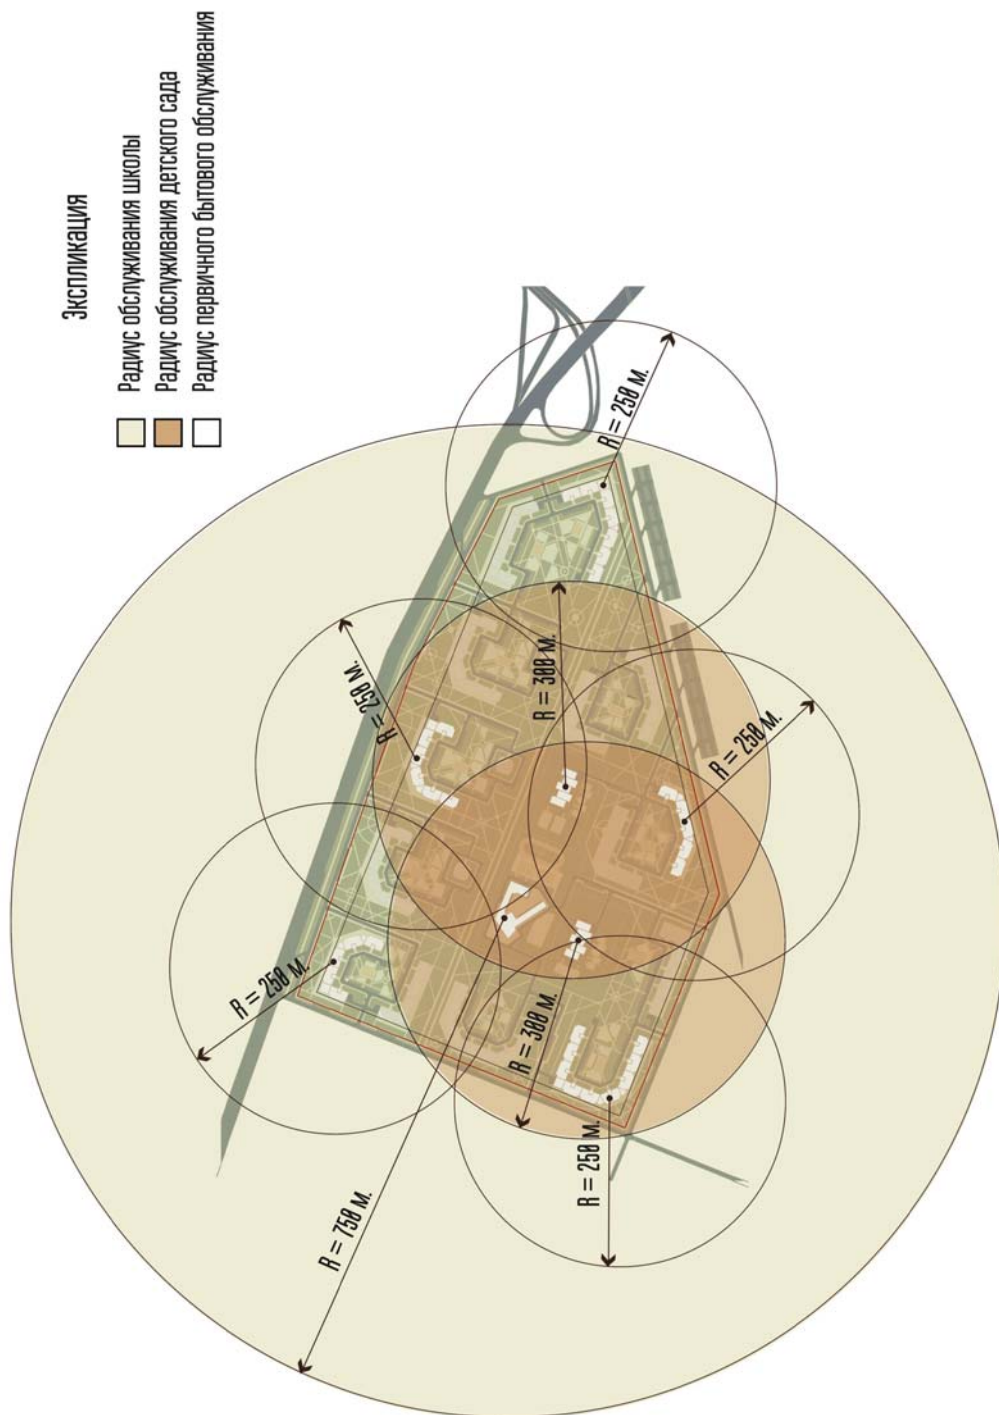 Экспликация
Радиус обслуживания школы
Радиус обслуживания детского сада
Радиус первичного бытового обслуживания
R = 250 м.
R = 250 м.
R = 300 м.
R = 250 м.
R = 250 м.
R = 300 м.
R = 250 м.
R = 750 м.